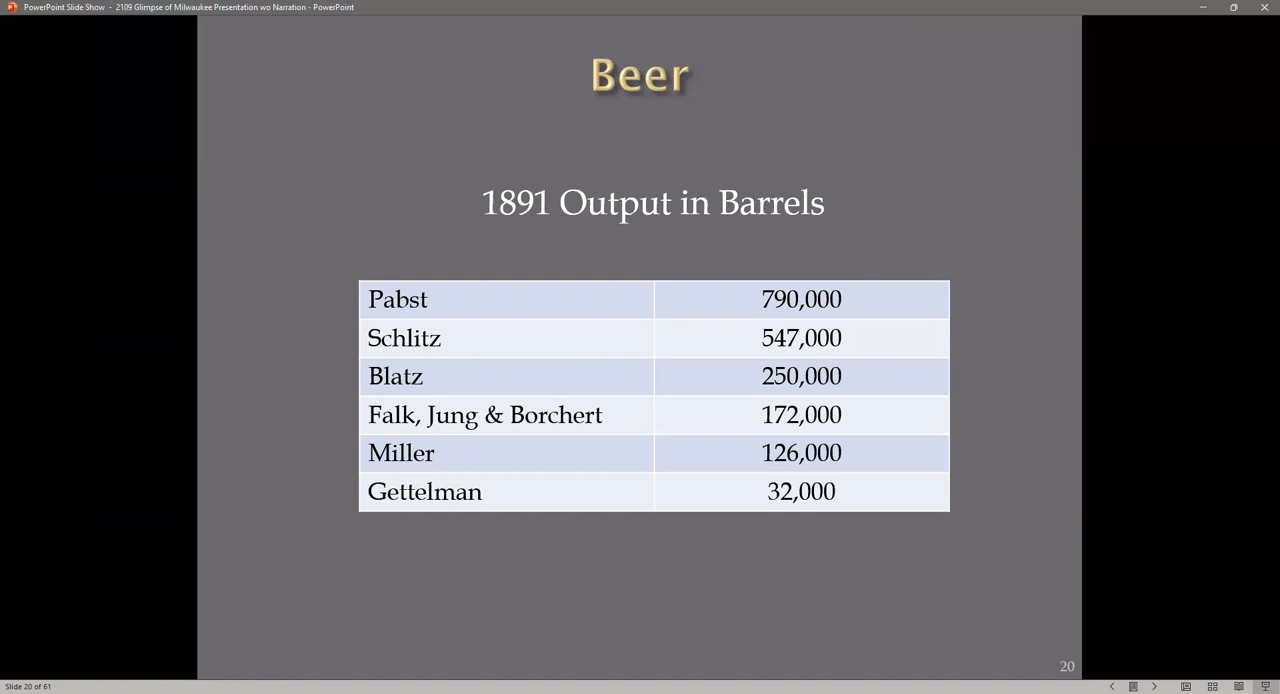 PowerPoint Slide Show - 2109 Glimpse of Milwaukee Presentation wo Narration - PowerPoint
Beer
1891 Output in Barrels
Pabst 790,000
Schlitz 547,000
Blatz 250,000
Falk, Jung & Borchert 172,000
Miller 126,000
Gettelman 32,000
20
Slide 20 of 61